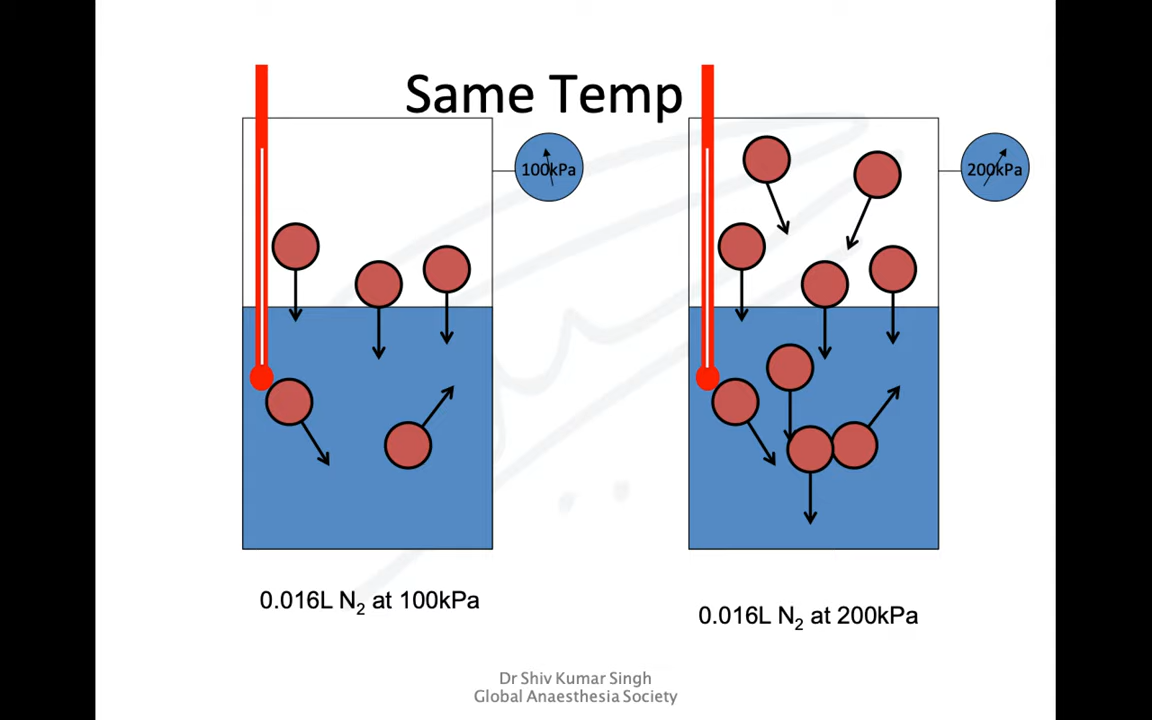 Same Temp
100kPa
200kPa
0.016L N₂ at 100kPa
0.016L N₂ at 200kPa
Dr Shiv Kumar Singh
Global Anaesthesia Society